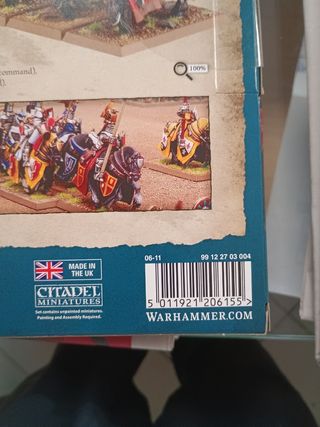 command).
100%
MADE IN
THE UK
CITADEL
MINIATURES
Set contains unpainted miniatures.
Painting and Assembly Required.
06-11
99 12 27 03 004
5 011921 206155 >
WARHAMMER.COM